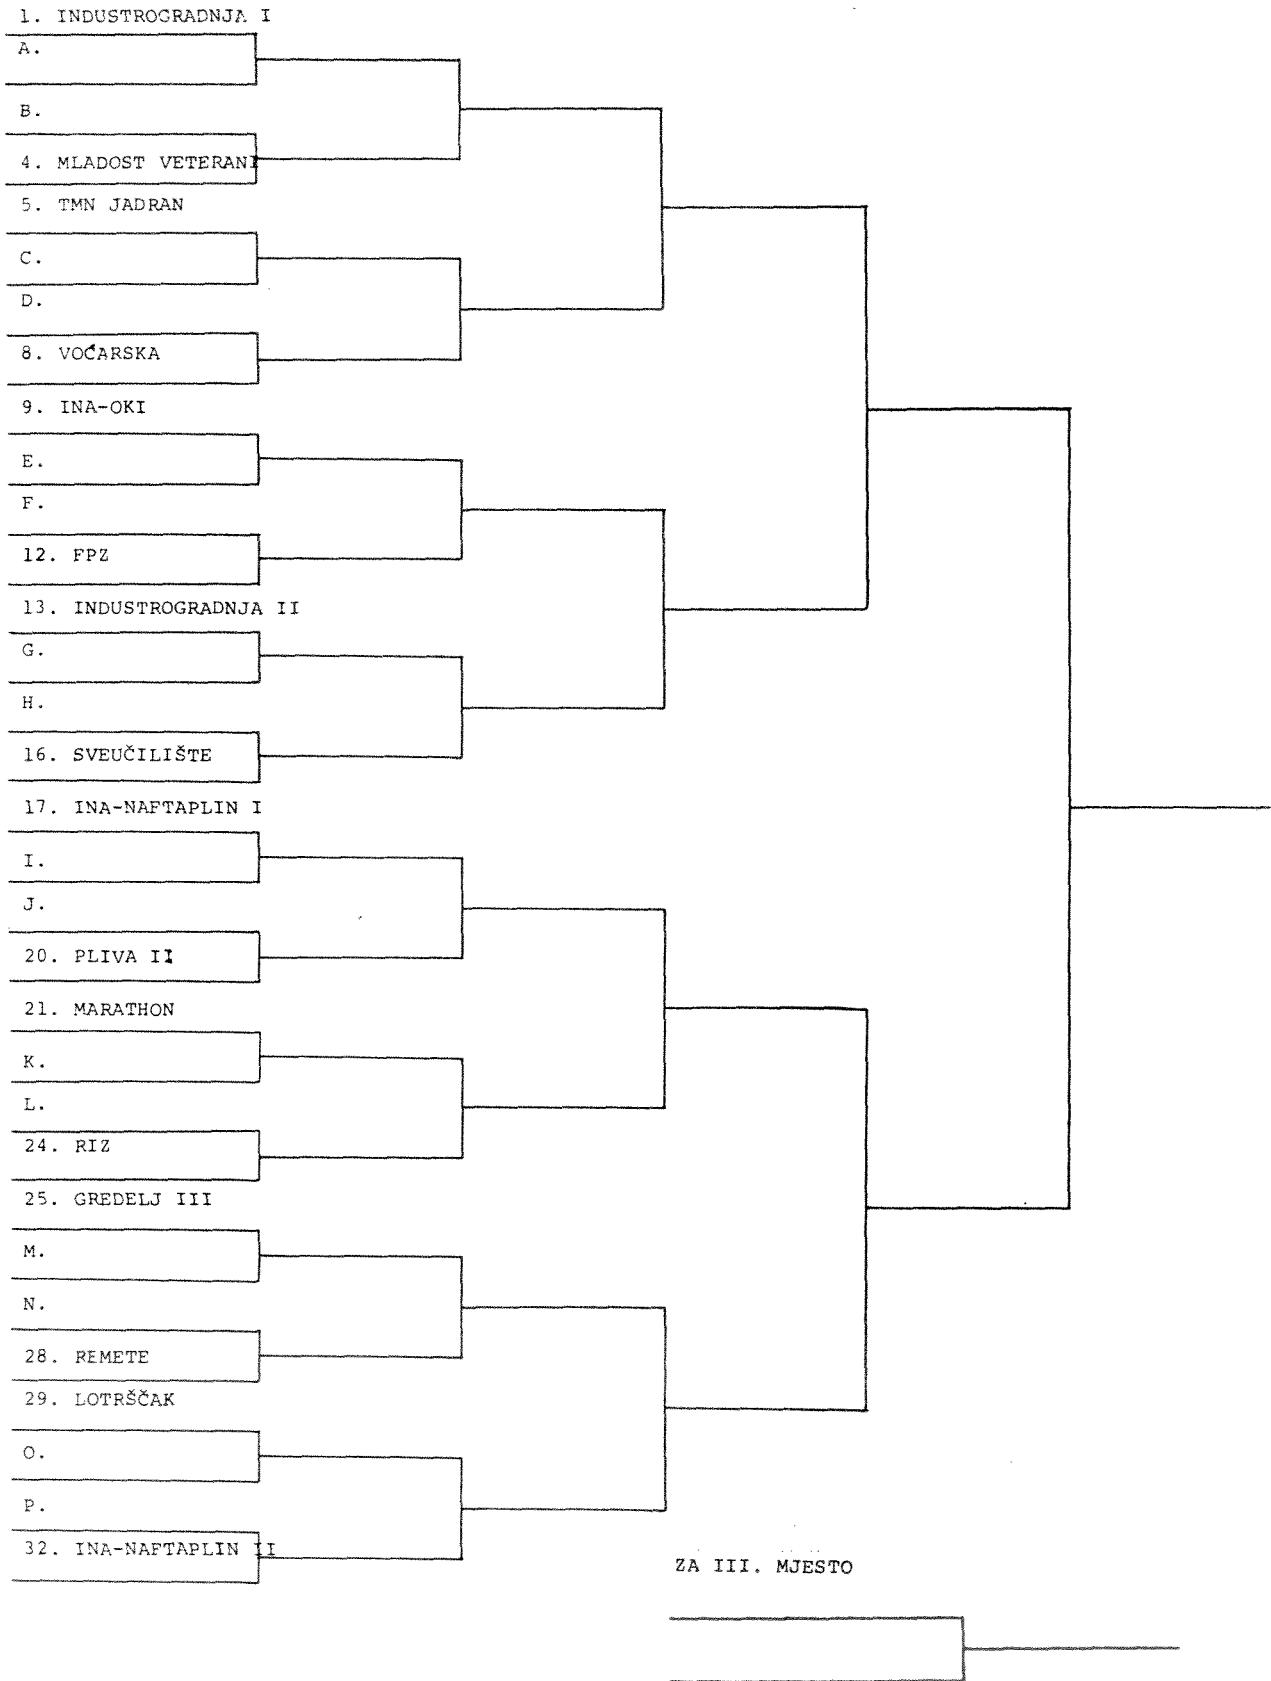 1. INDUSTROGRADNJA I
A.
B.
4. MLADOST VETERANI
5. TMN JADRAN
C.
D.
8. VOĆARSKA
9. INA-OKI
E.
F.
12. FPZ
13. INDUSTROGRADNJA II
G.
H.
16. SVEUČILIŠTE
17. INA-NAFTAPLIN I
I.
J.
20. PLIVA II
21. MARATHON
K.
L.
24. RIZ
25. GREDELJ III
M.
N.
28. REMETE
29. LOTRŠČAK
O.
P.
32. INA-NAFTAPLIN II
ZA III. MJESTO